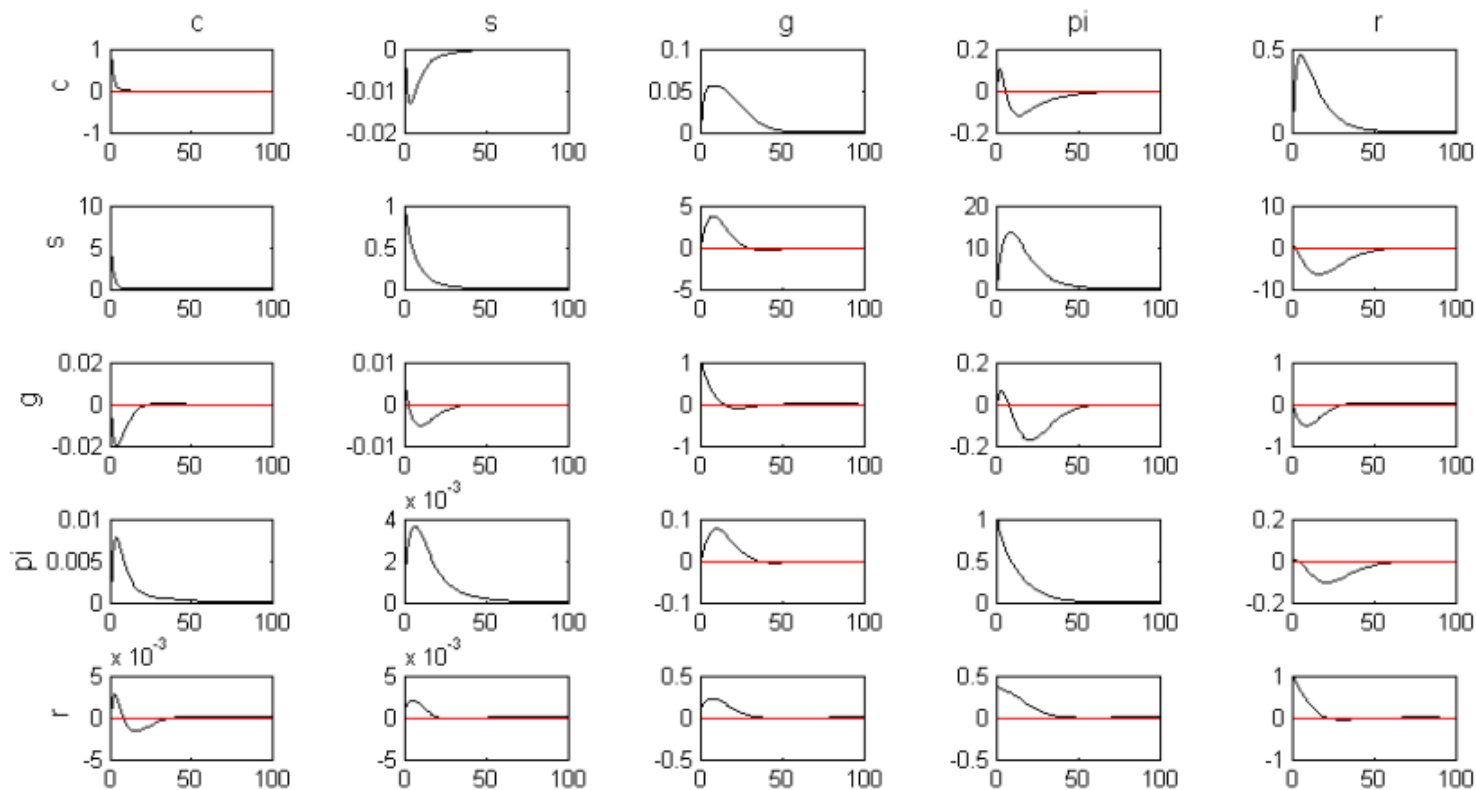 c s g pi r
c
1 0 0.1 0.2 0.5
0 -0.01 0.05 0
-1 -0.02 0 -0.2 0
0 50 100 0 50 100 0 50 100 0 50 100 0 50 100
s
10 1 5 20 10
5 0.5 0 10 0
0 0 -5 0 -10
0 50 100 0 50 100 0 50 100 0 50 100 0 50 100
g
0.02 0.01 1 0.2 1
0 0 0 0 0
-0.02 -0.01 -1 -0.2 -1
0 50 100 0 50 100 0 50 100 0 50 100 0 50 100
x 10-3
pi
0.01 4 0.1 1 0.2
0.005 2 0 0.5 0
0 0 -0.1 0 -0.2
0 50 100 0 50 100 0 50 100 0 50 100 0 50 100
x 10-3 x 10-3
r
5 5 0.5 0.5 1
0 0 0 0 0
-5 -5 -0.5 -0.5 -1
0 50 100 0 50 100 0 50 100 0 50 100 0 50 100